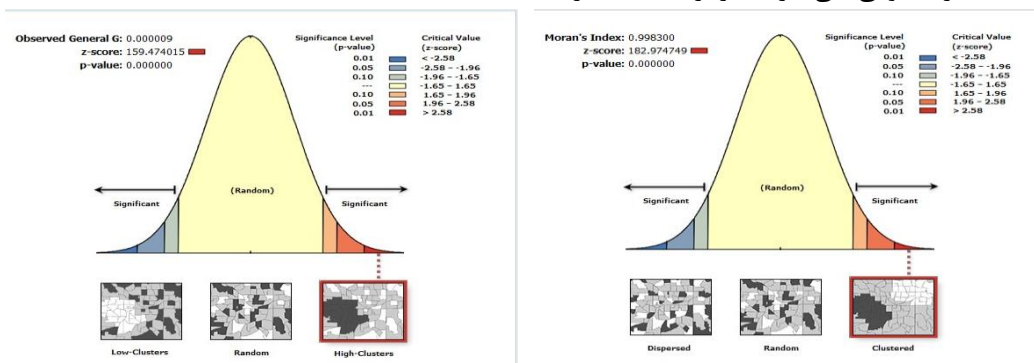 Observed General G: 0.000009
z-score: 159.474015
p-value: 0.000000
Significance Level
(p-value)
Critical Value
(z-score)
0.01 < -2.58
0.05 -2.58 – -1.96
0.10 -1.96 – -1.65
--- -1.65 – 1.65
0.10 1.65 – 1.96
0.05 1.96 – 2.58
0.01 > 2.58
Significant
(Random)
Significant
Low-Clusters
Random
High-Clusters
Moran's Index: 0.998300
z-score: 182.974749
p-value: 0.000000
Significance Level
(p-value)
Critical Value
(z-score)
0.01 < -2.58
0.05 -2.58 – -1.96
0.10 -1.96 – -1.65
--- -1.65 – 1.65
0.10 1.65 – 1.96
0.05 1.96 – 2.58
0.01 > 2.58
Significant
(Random)
Significant
Dispersed
Random
Clustered